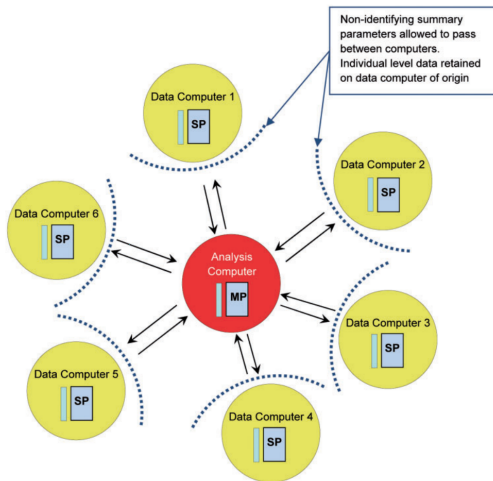 Non-identifying summary
parameters allowed to pass
between computers.
Individual level data retained
on data computer of origin
Data Computer 1
SP
Data Computer 2
SP
Data Computer 6
SP
Analysis
Computer
MP
Data Computer 3
SP
Data Computer 5
SP
Data Computer 4
SP